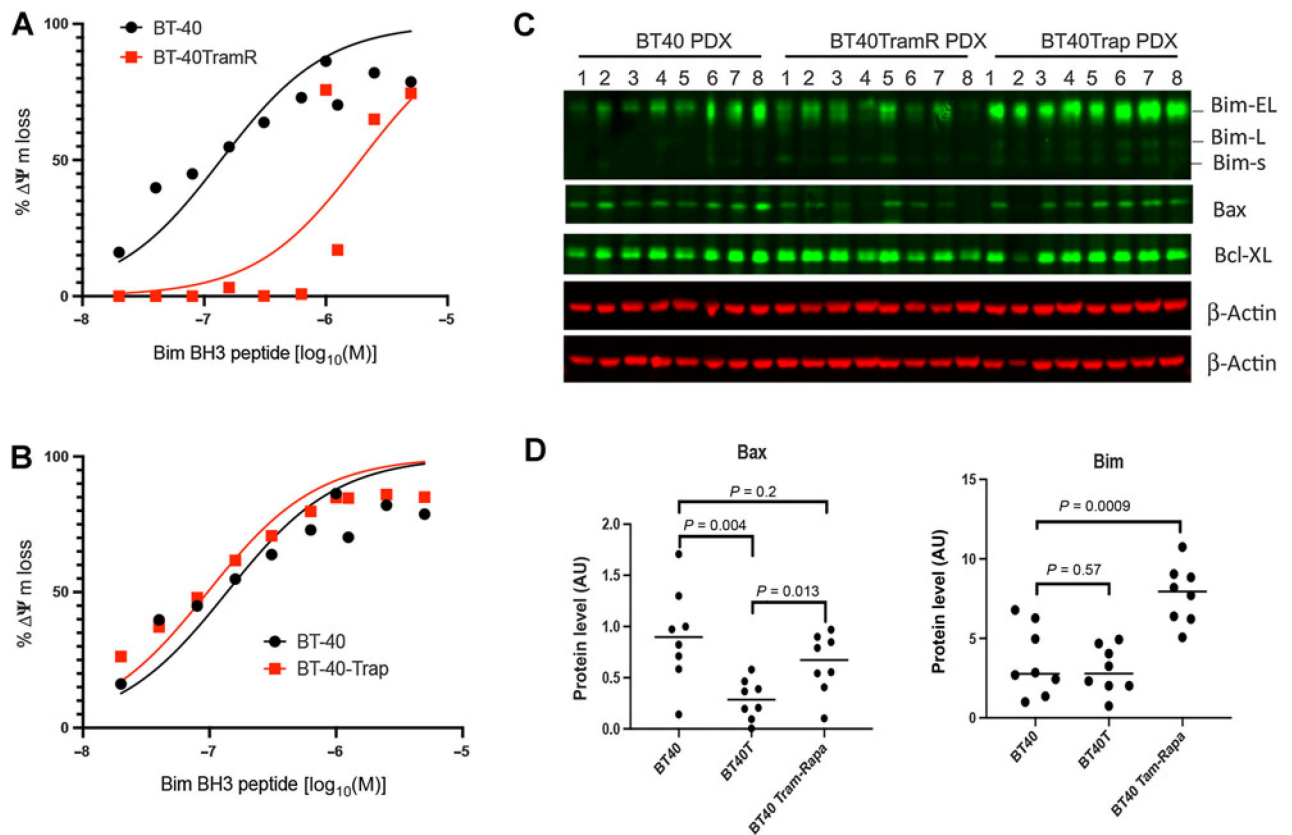 A
BT-40
BT-40TramR
100
50
0
% ΔΨ m loss
–8
–7
–6
–5
Bim BH3 peptide [log10(M)]
B
100
50
0
% ΔΨ m loss
BT-40
BT-40-Trap
–8
–7
–6
–5
Bim BH3 peptide [log10(M)]
C
BT40 PDX
BT40TramR PDX
BT40Trap PDX
1 2 3 4 5 6 7 8 1 2 3 4 5 6 7 8 1 2 3 4 5 6 7 8
Bim-EL
Bim-L
Bim-s
Bax
Bcl-XL
β-Actin
β-Actin
D
Bax
P = 0.2
P = 0.004
P = 0.013
2.0
1.5
1.0
0.5
0.0
Protein level (AU)
BT40
BT40T
BT40 Tram-Rapa
Bim
P = 0.0009
P = 0.57
15
10
5
0
Protein level (AU)
BT40
BT40T
BT40 Tam-Rapa